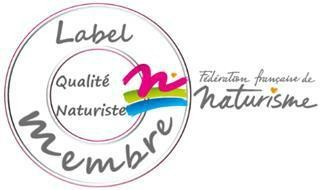 Label
Qualité
Naturiste
membre
n
Fédération française de
naturisme